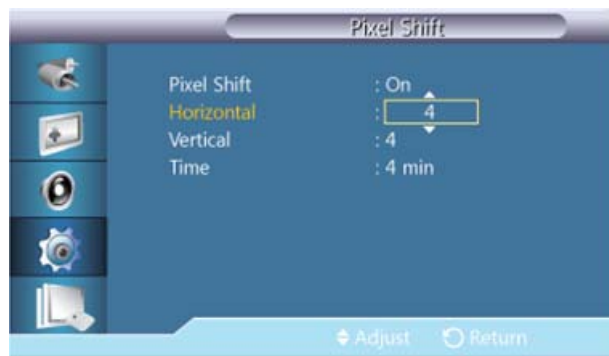 Pixel Shift
Pixel Shift : On
Horizontal : 4
Vertical : 4
Time : 4 min
Adjust Return